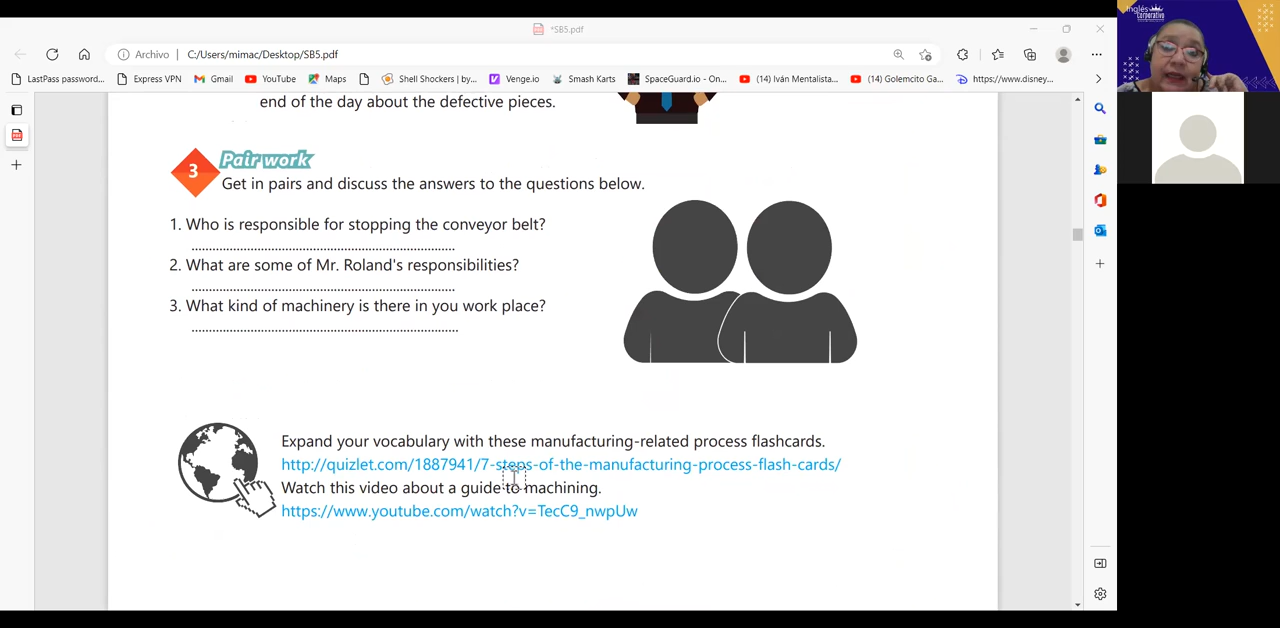 *SB5.pdf
Archivo | C:/Users/mimac/Desktop/SB5.pdf
LastPass password... Express VPN Gmail YouTube Maps Shell Shockers | by... Venge.io Smash Karts SpaceGuard.io - On... (14) Iván Mentalista... (14) Golemcito Ga... https://www.disney...
Inglés
Corporativo
end of the day about the defective pieces.
3 Pair work
Get in pairs and discuss the answers to the questions below.
1. Who is responsible for stopping the conveyor belt?
2. What are some of Mr. Roland's responsibilities?
3. What kind of machinery is there in you work place?
Expand your vocabulary with these manufacturing-related process flashcards.
http://quizlet.com/1887941/7-steps-of-the-manufacturing-process-flash-cards/
Watch this video about a guide to machining.
https://www.youtube.com/watch?v=TecC9_nwpUw